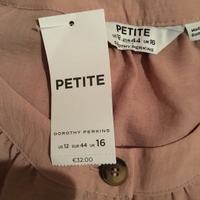 PETITE
DOROTHY PERKINS
US 12 EUR 44 UK 16
€32.00
PETITE
US 12 EUR 44 UK 16
DOROTHY PERKINS